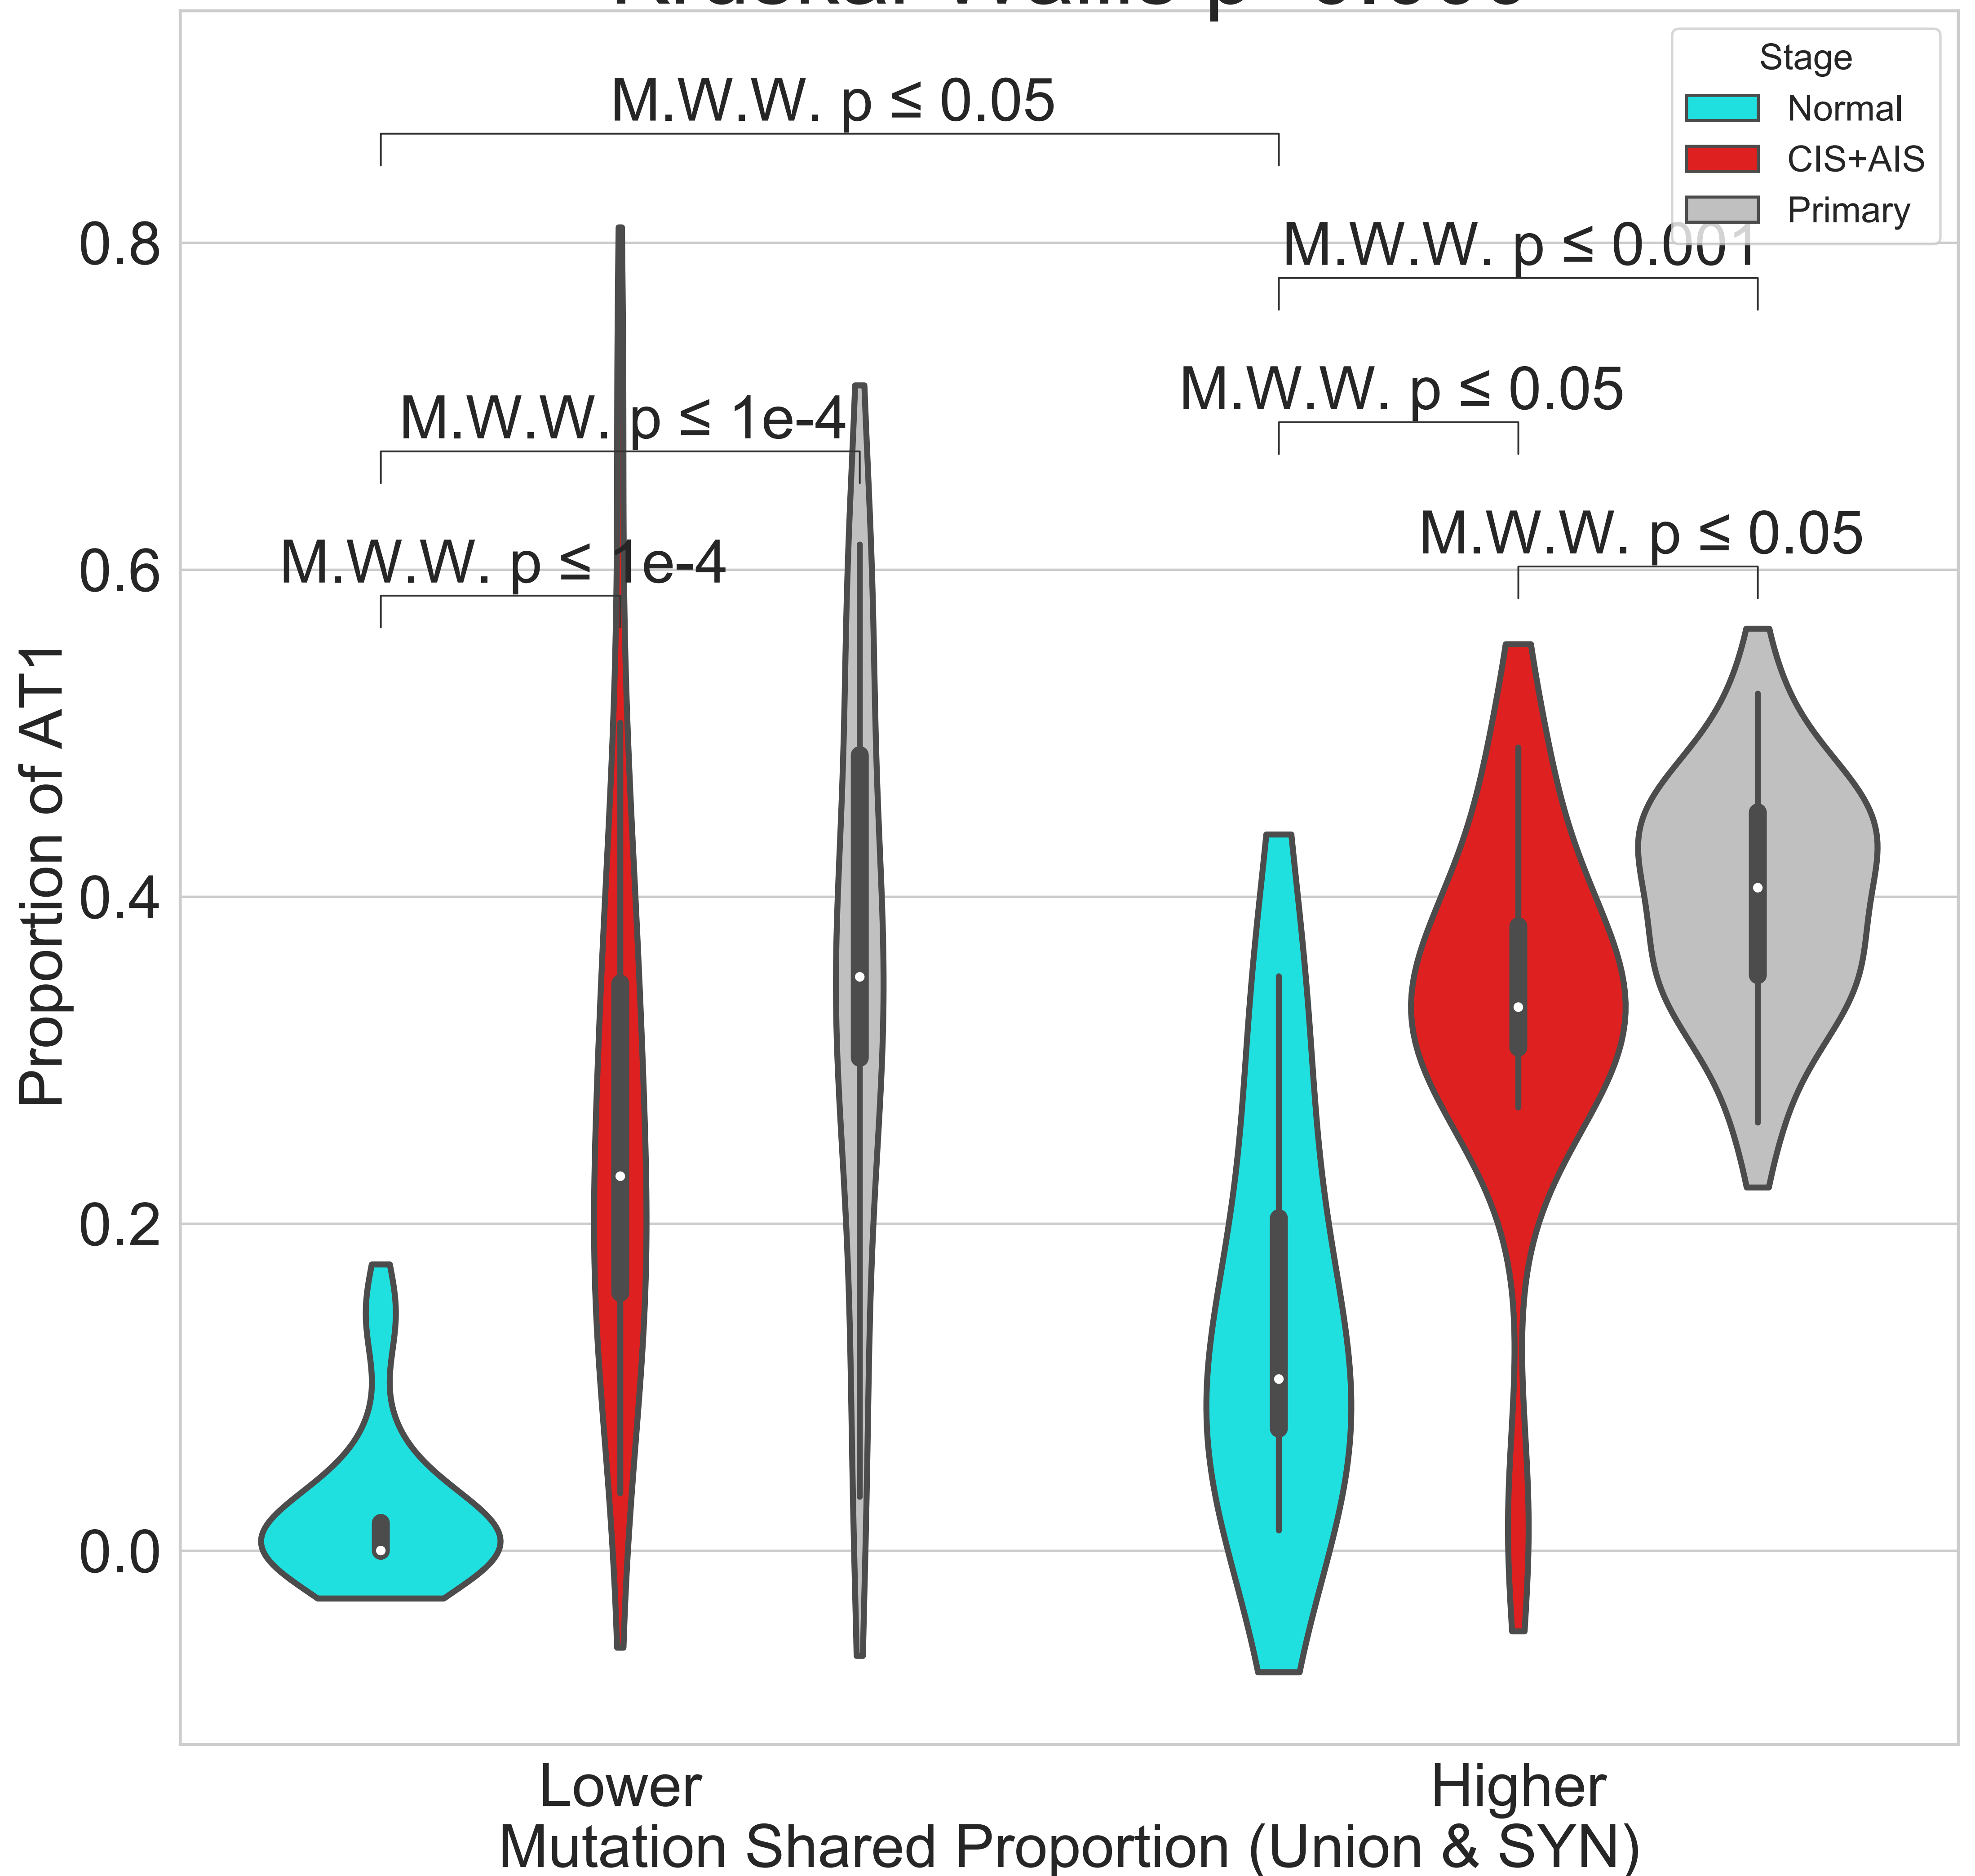 M.W.W. p ≤ 0.05
Stage
Normal
CIS+AIS
Primary
M.W.W. p ≤ 0.001
M.W.W. p ≤ 0.05
M.W.W. p ≤ 1e-4
M.W.W. p ≤ 0.05
M.W.W. p ≤ 1e-4
0.8
0.6
0.4
0.2
0.0
Proportion of AT1
Lower
Higher
Mutation Shared Proportion (Union & SYN)